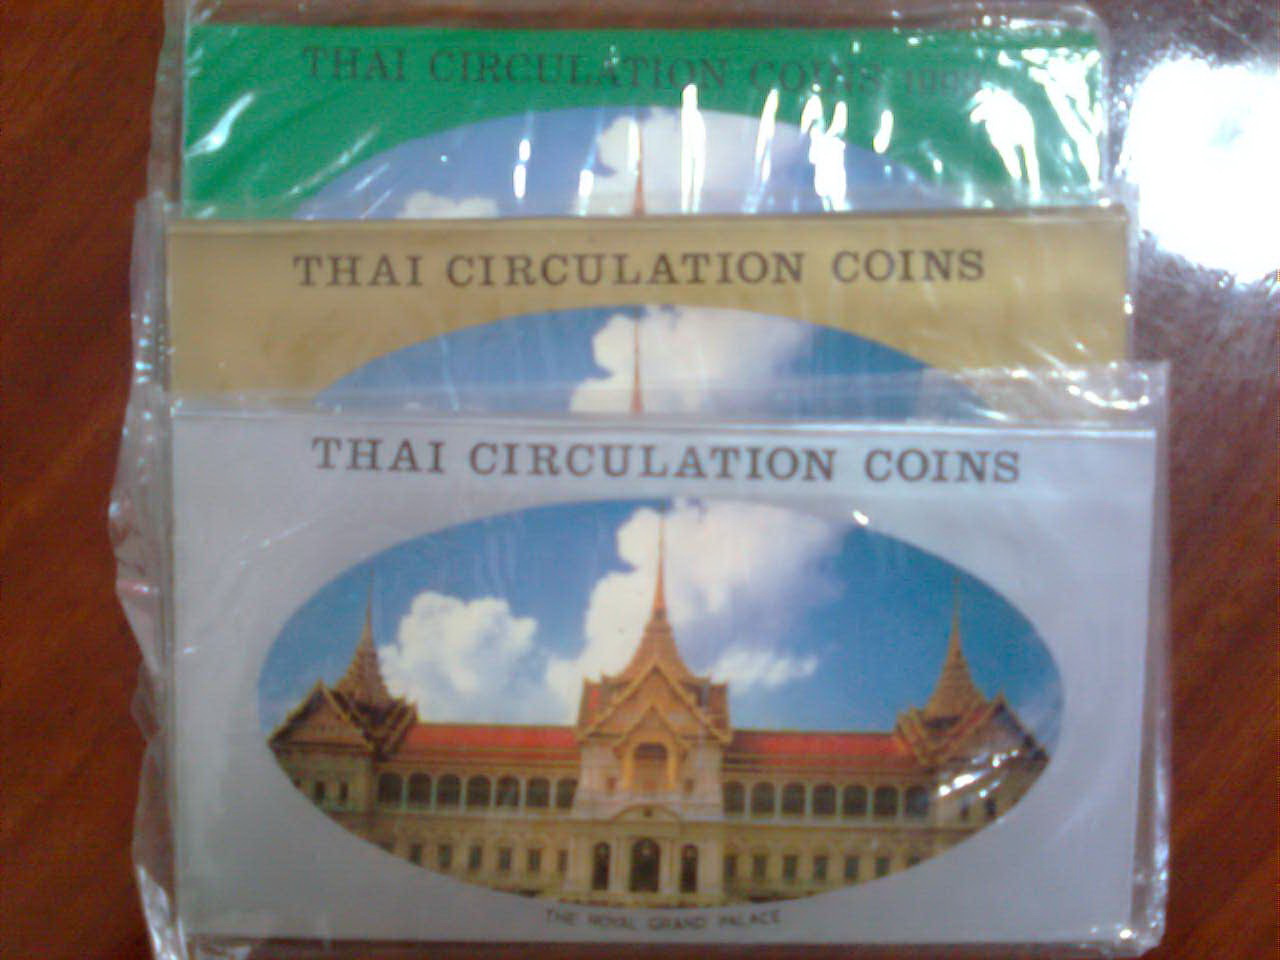 THAI CIRCULATION COINS
THAI CIRCULATION COINS
THAI CIRCULATION COINS
THE ROYAL GRAND PALACE